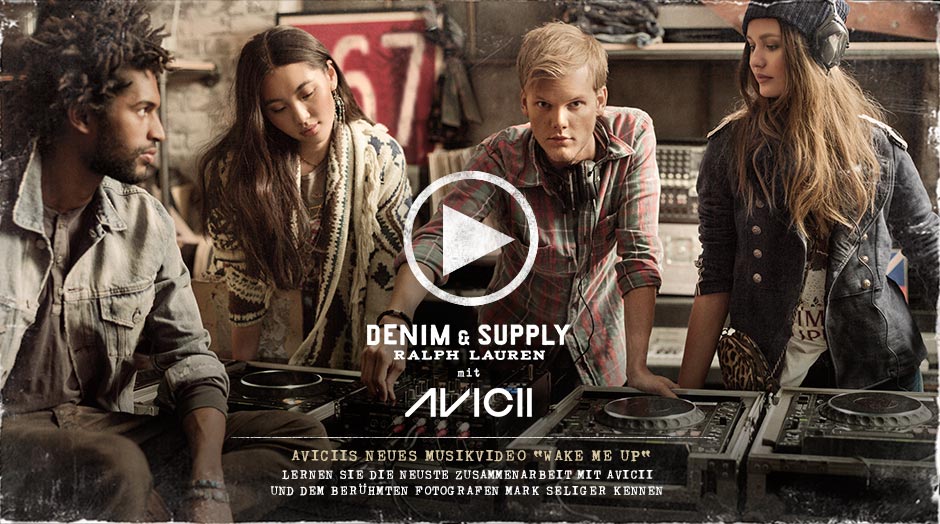 67
DENIM & SUPPLY
RALPH LAUREN
mit
AVICII
AVICIIS NEUES MUSIKVIDEO "WAKE ME UP"
LERNEN SIE DIE NEUSTE ZUSAMMENARBEIT MIT AVICII
UND DEM BERÜHMTEN FOTOGRAFEN MARK SELIGER KENNEN